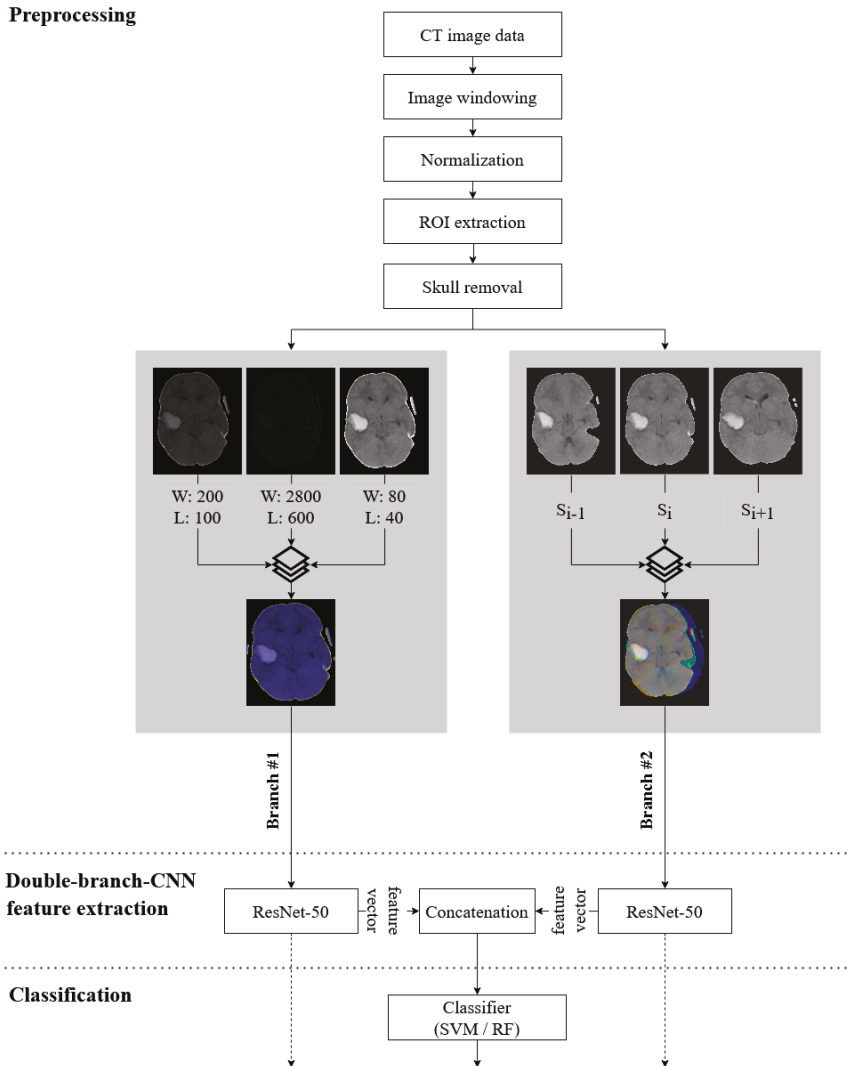 Preprocessing
CT image data
Image windowing
Normalization
ROI extraction
Skull removal
W: 200
L: 100
W: 2800
L: 600
W: 80
L: 40
Si-1
Si
Si+1
Branch #1
Branch #2
Double-branch-CNN
feature extraction
ResNet-50
feature
vector
Concatenation
feature
vector
ResNet-50
Classification
Classifier
(SVM / RF)